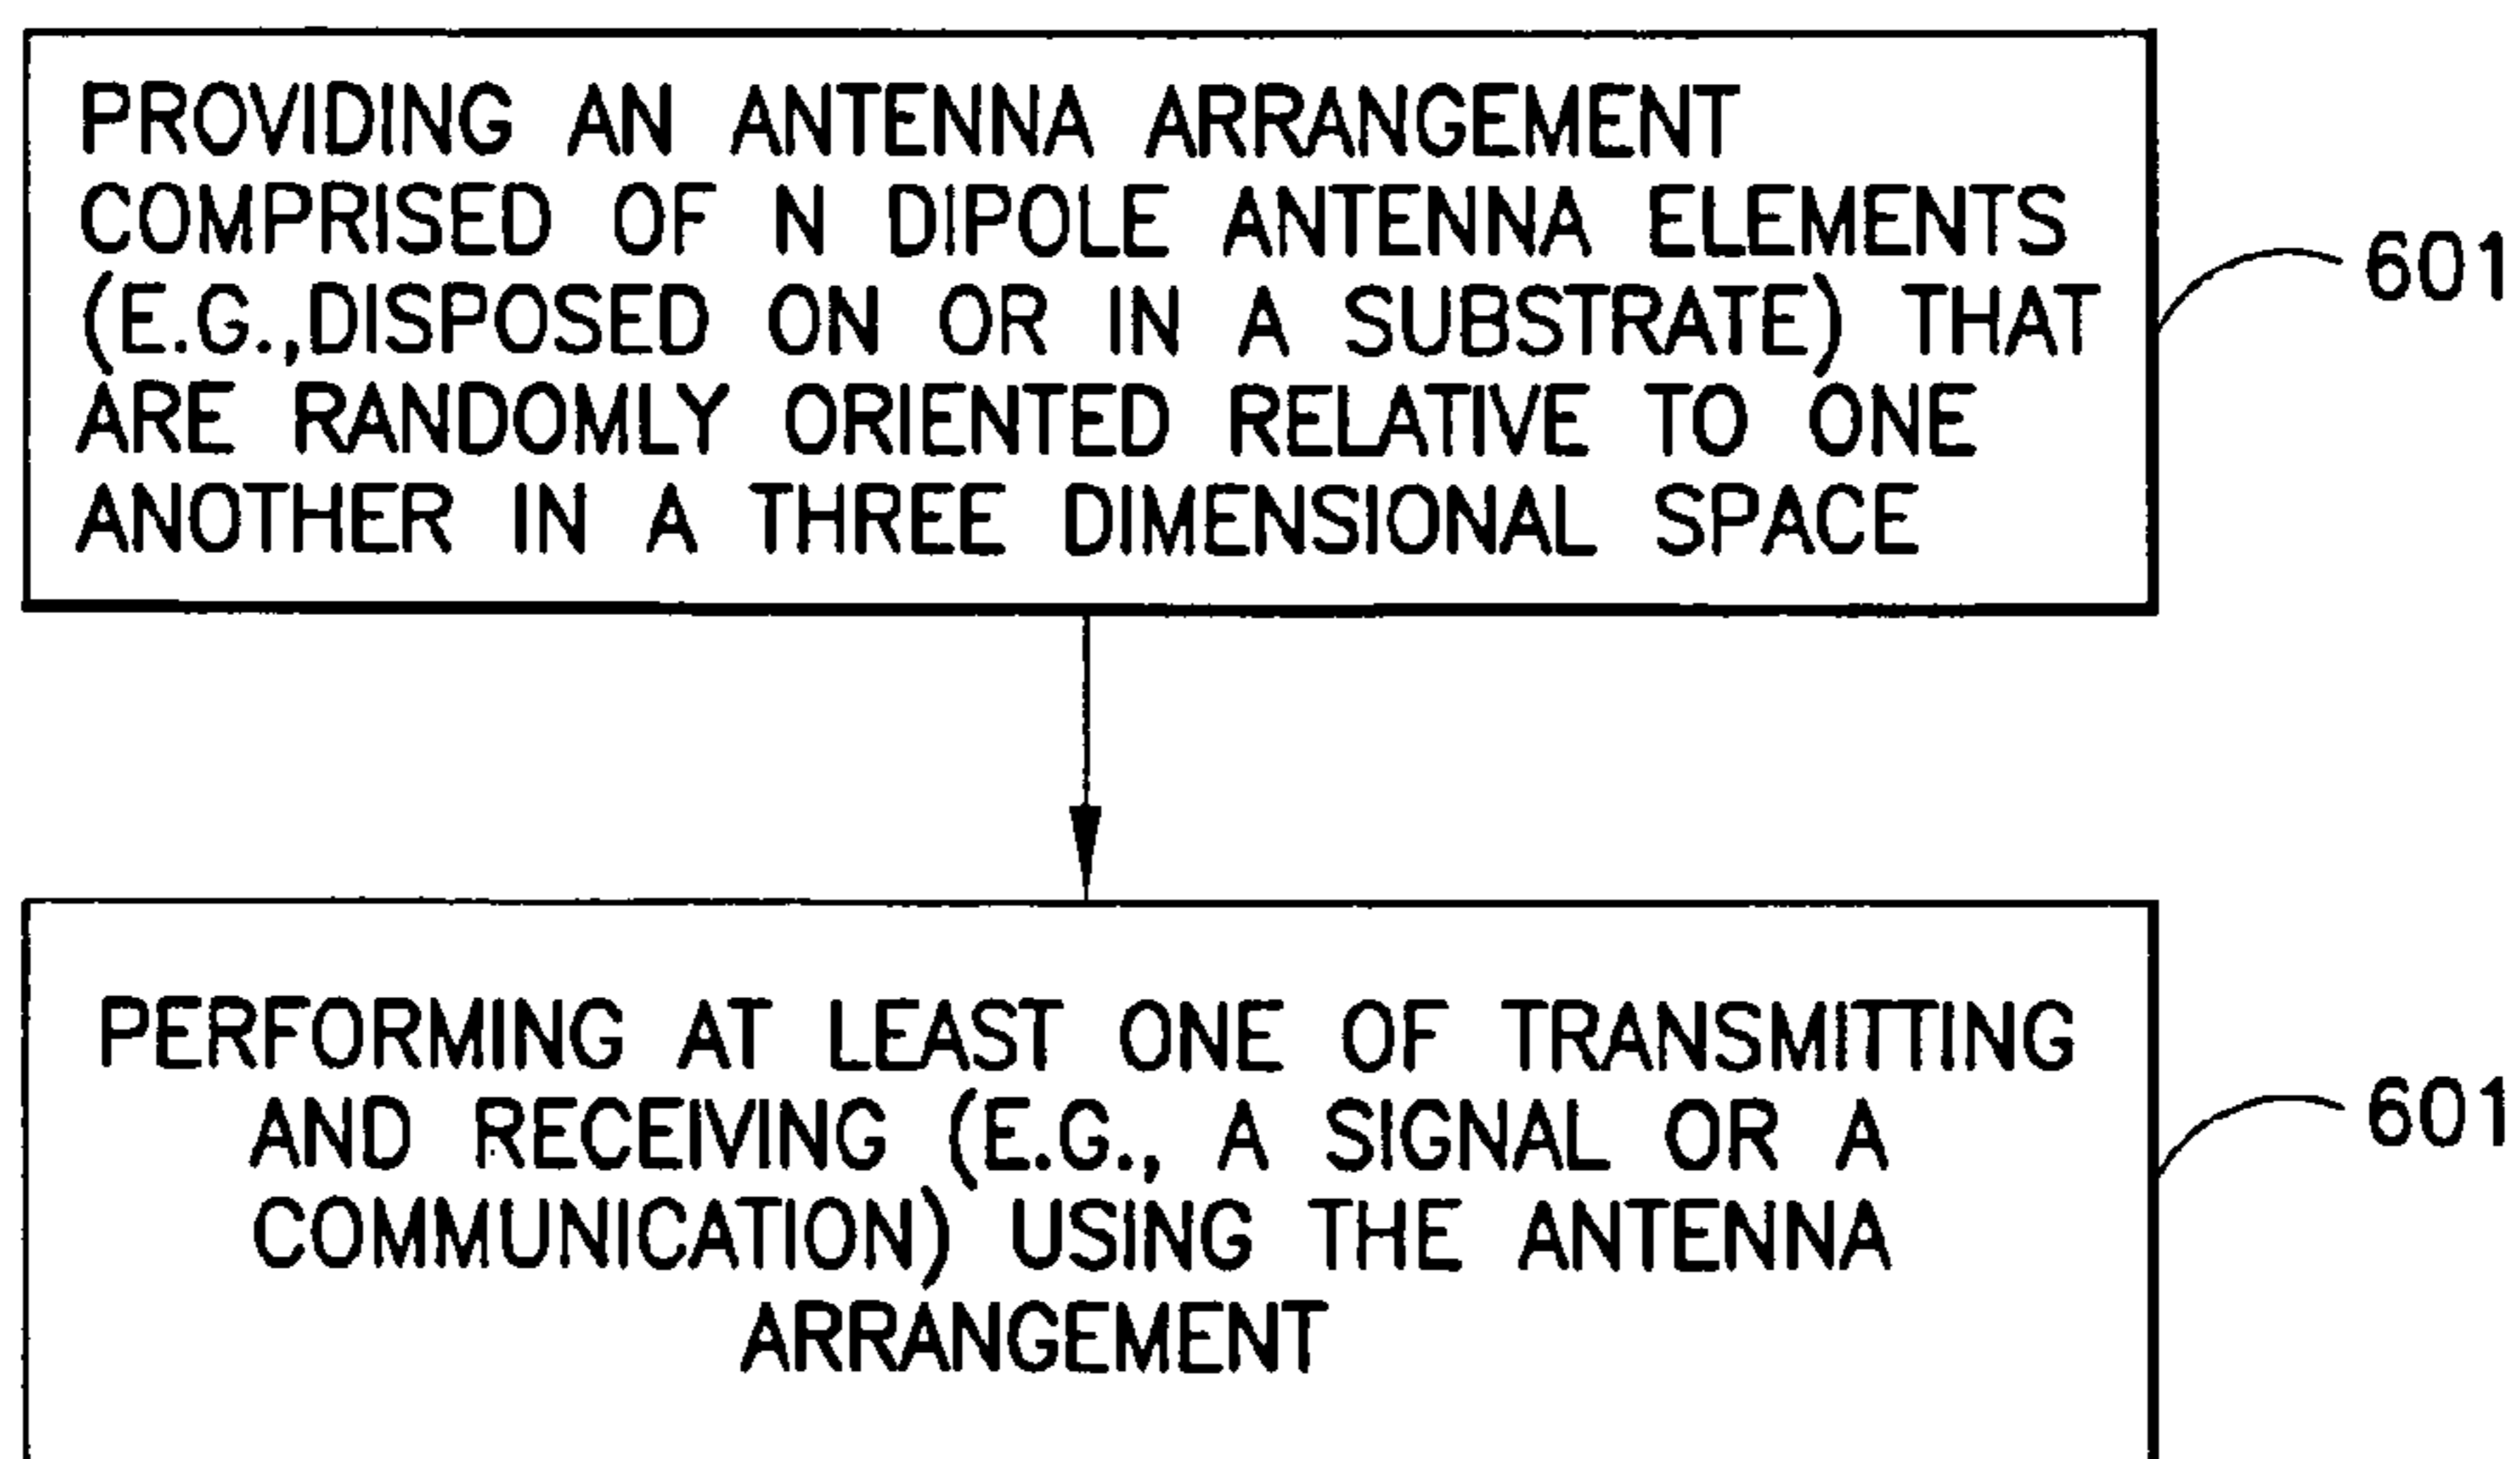 PROVIDING AN ANTENNA ARRANGEMENT
COMPRISED OF N DIPOLE ANTENNA ELEMENTS
(E.G.,DISPOSED ON OR IN A SUBSTRATE) THAT
ARE RANDOMLY ORIENTED RELATIVE TO ONE
ANOTHER IN A THREE DIMENSIONAL SPACE
601
PERFORMING AT LEAST ONE OF TRANSMITTING
AND RECEIVING (E.G., A SIGNAL OR A
COMMUNICATION) USING THE ANTENNA
ARRANGEMENT
601